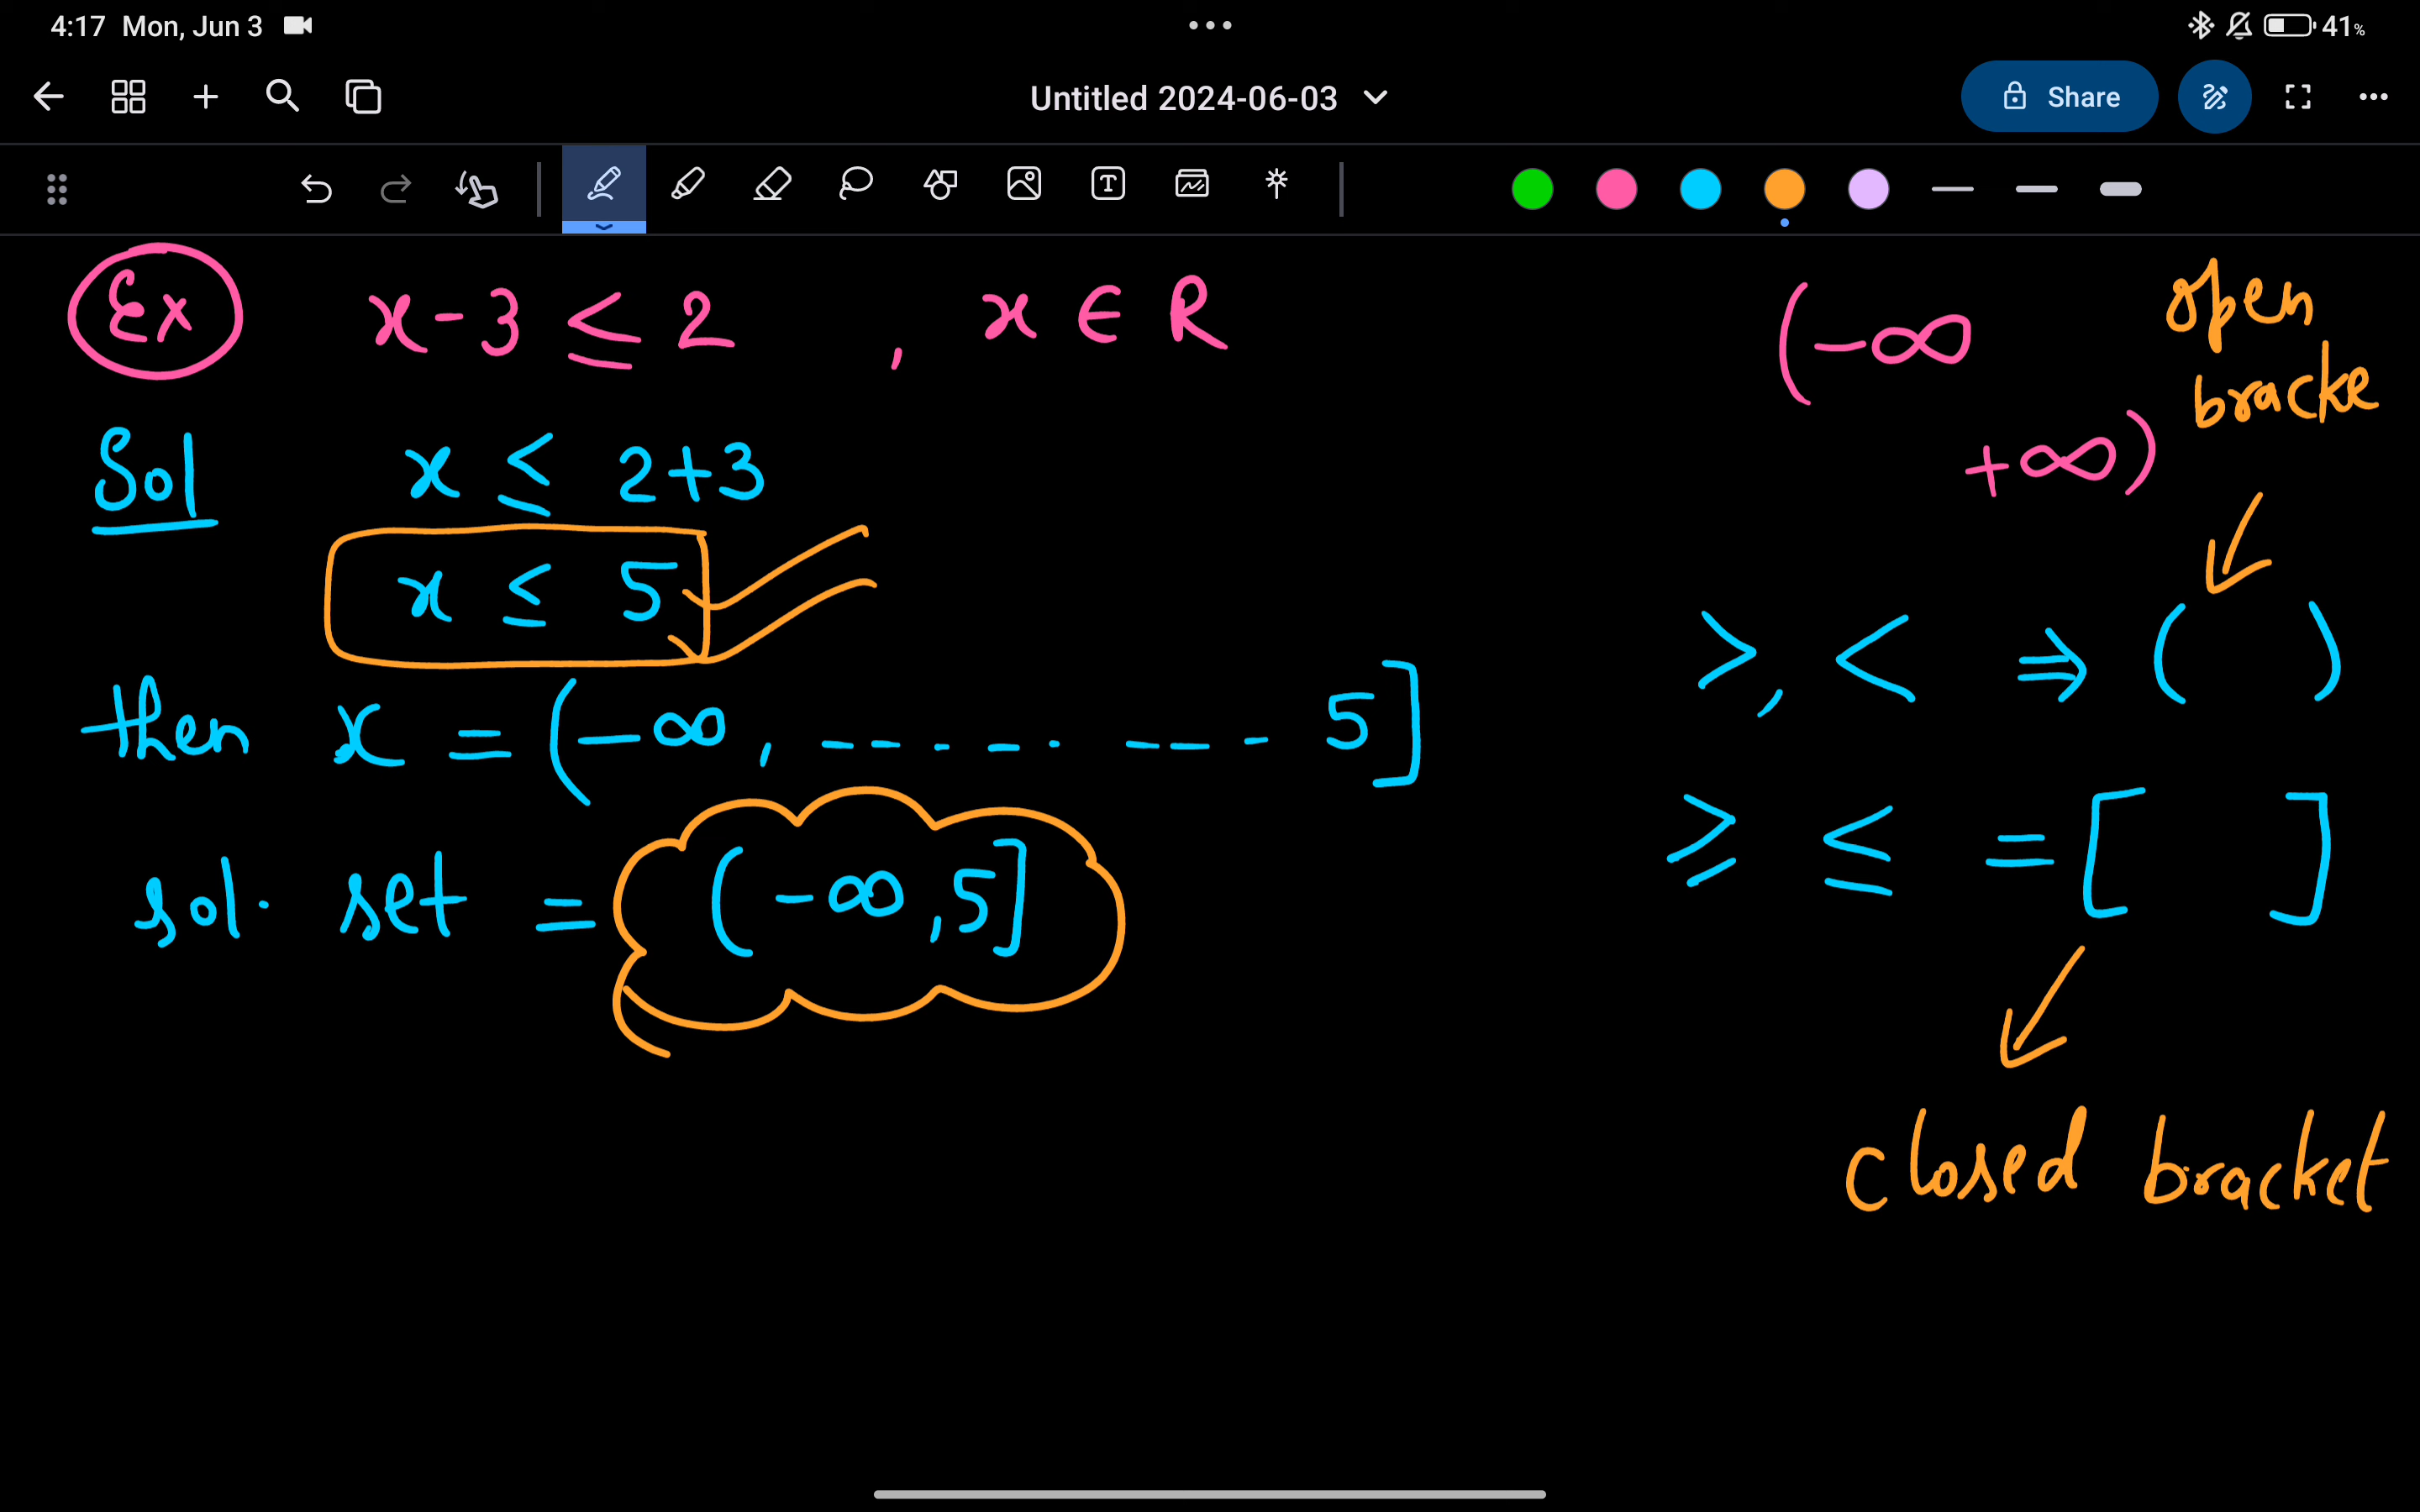 4:17 Mon, Jun 3
41%
Untitled 2024-06-03
Share
T
Ex x - 3 ≤ 2 , x ∈ R
Sol x ≤ 2+3
x ≤ 5
then x = (-∞, --------- 5]
sol. set = (-∞,5]
(-∞
+∞)
open
bracke
>, < ⇒ ( )
≥ ≤ = [ ]
closed bracket